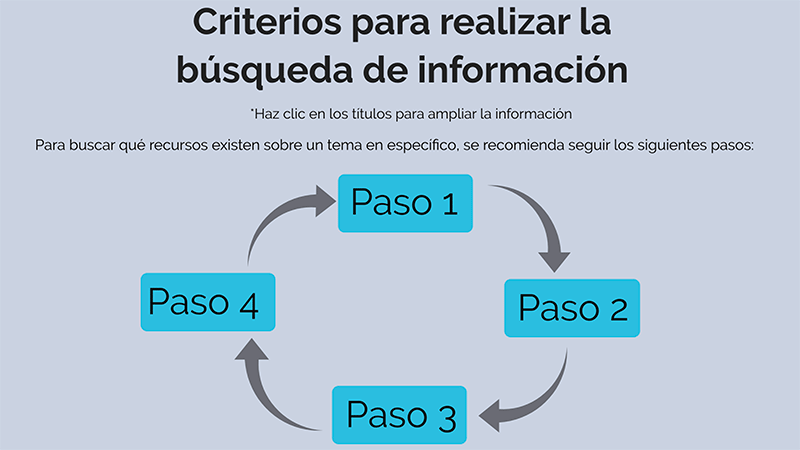 Criterios para realizar la
búsqueda de información
*Haz clic en los títulos para ampliar la información
Para buscar qué recursos existen sobre un tema en específico, se recomienda seguir los siguientes pasos:
Paso 1
Paso 2
Paso 3
Paso 4